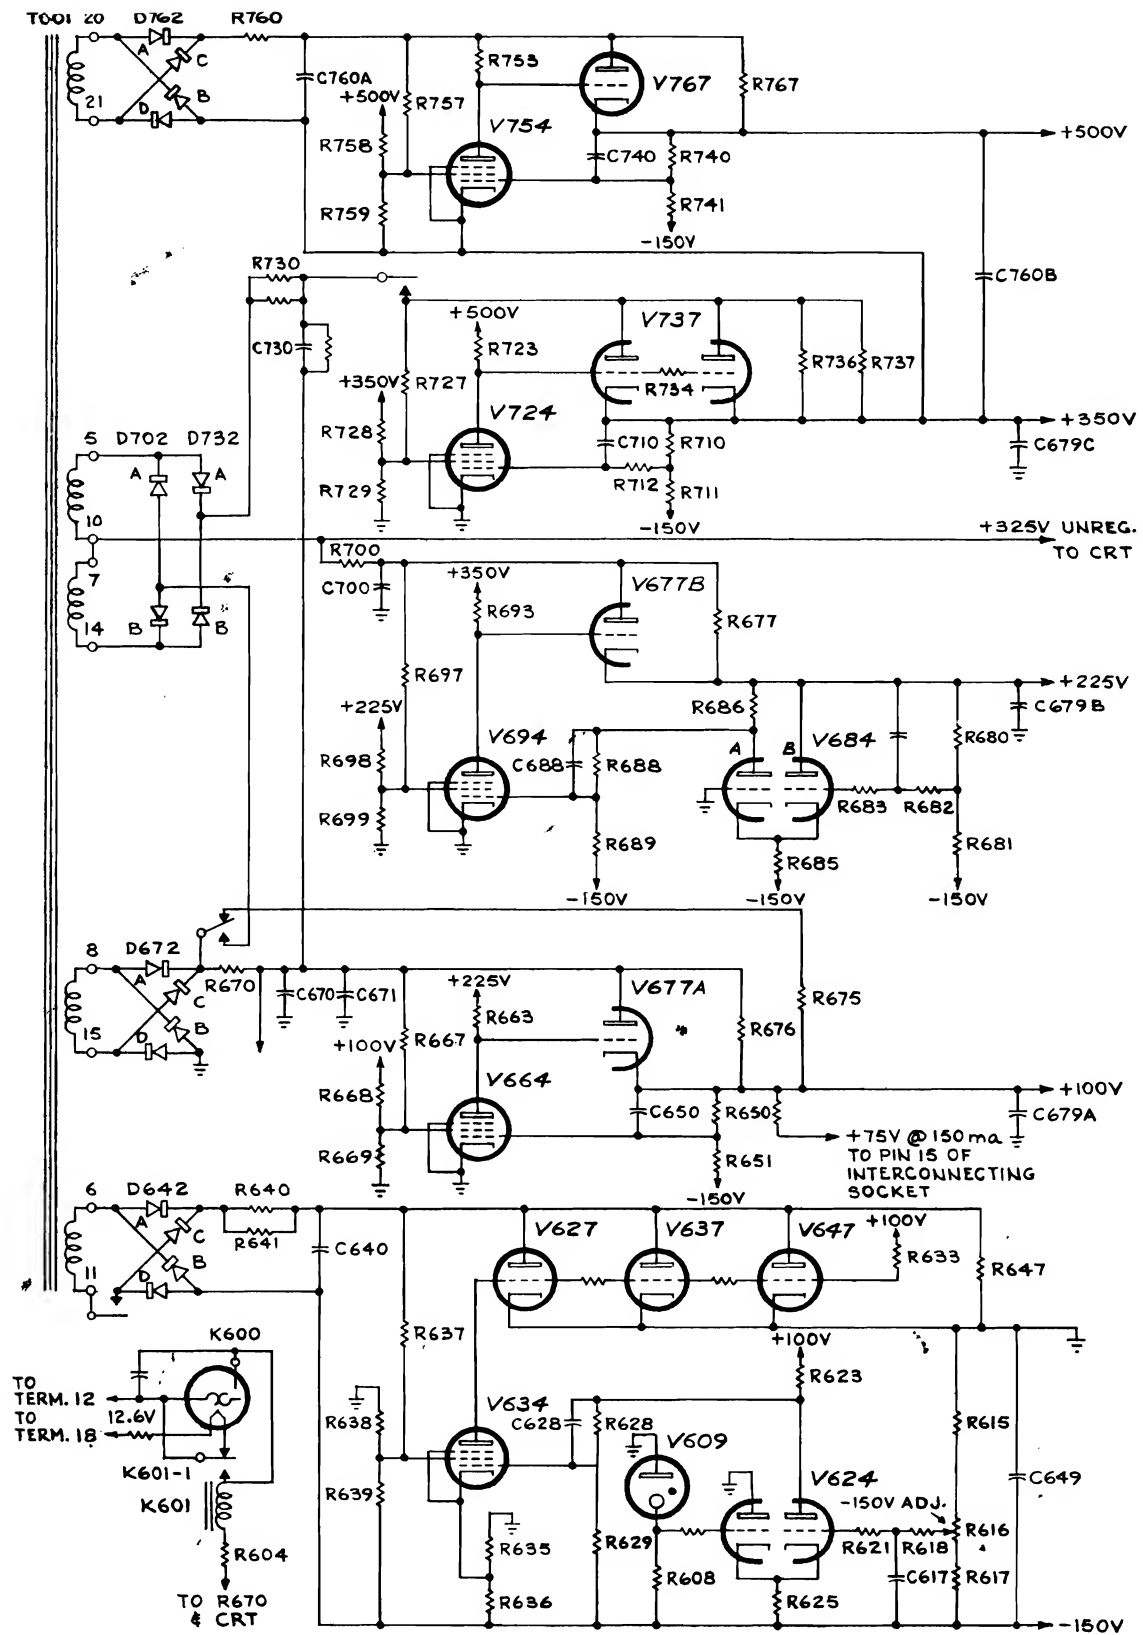 T601 20 D762 R760
A
C
B
21
D
C760A
+500V
R757
R753
V767
R767
V754
R758
C740
R740
+500V
R759
R741
-150V
R730
C760B
+500V
V737
C730
R723
R736
R737
+350V
R727
R734
V724
+350V
5 D702 D732
R728
C710
R710
C679C
A
A
R729
R712
R711
10
-150V
+325V UNREG.
TO CRT
R700
7
+350V
V677B
C700
R693
14
B
B
R677
R697
+225V
+225V
R686
C679B
V694
A
B
V684
R680
R698
C688
R688
R683
R682
R699
R689
R685
R681
-150V
-150V
-150V
8 D672
A
R670
C
+225V
V677A
C670
C671
R675
B
R663
R676
15
D
+100V
R667
V664
+100V
R668
C650
R650
C679A
+75V @ 150 ma
TO PIN 15 OF
INTERCONNECTING
SOCKET
R669
R651
-150V
6 D642 R640
A
C
R641
V627
V637
V647
+100V
C640
R633
B
R647
11
D
K600
R637
+100V
TO
TERM. 12
R623
12.6V
V634
TO
TERM. 18
R638
C628
R628
V609
R615
K601-1
V624
C649
R639
-150V ADJ.
K601
R616
R635
R629
R621
R618
R604
R608
C617
R617
R636
R625
TO R670
& CRT
-150V